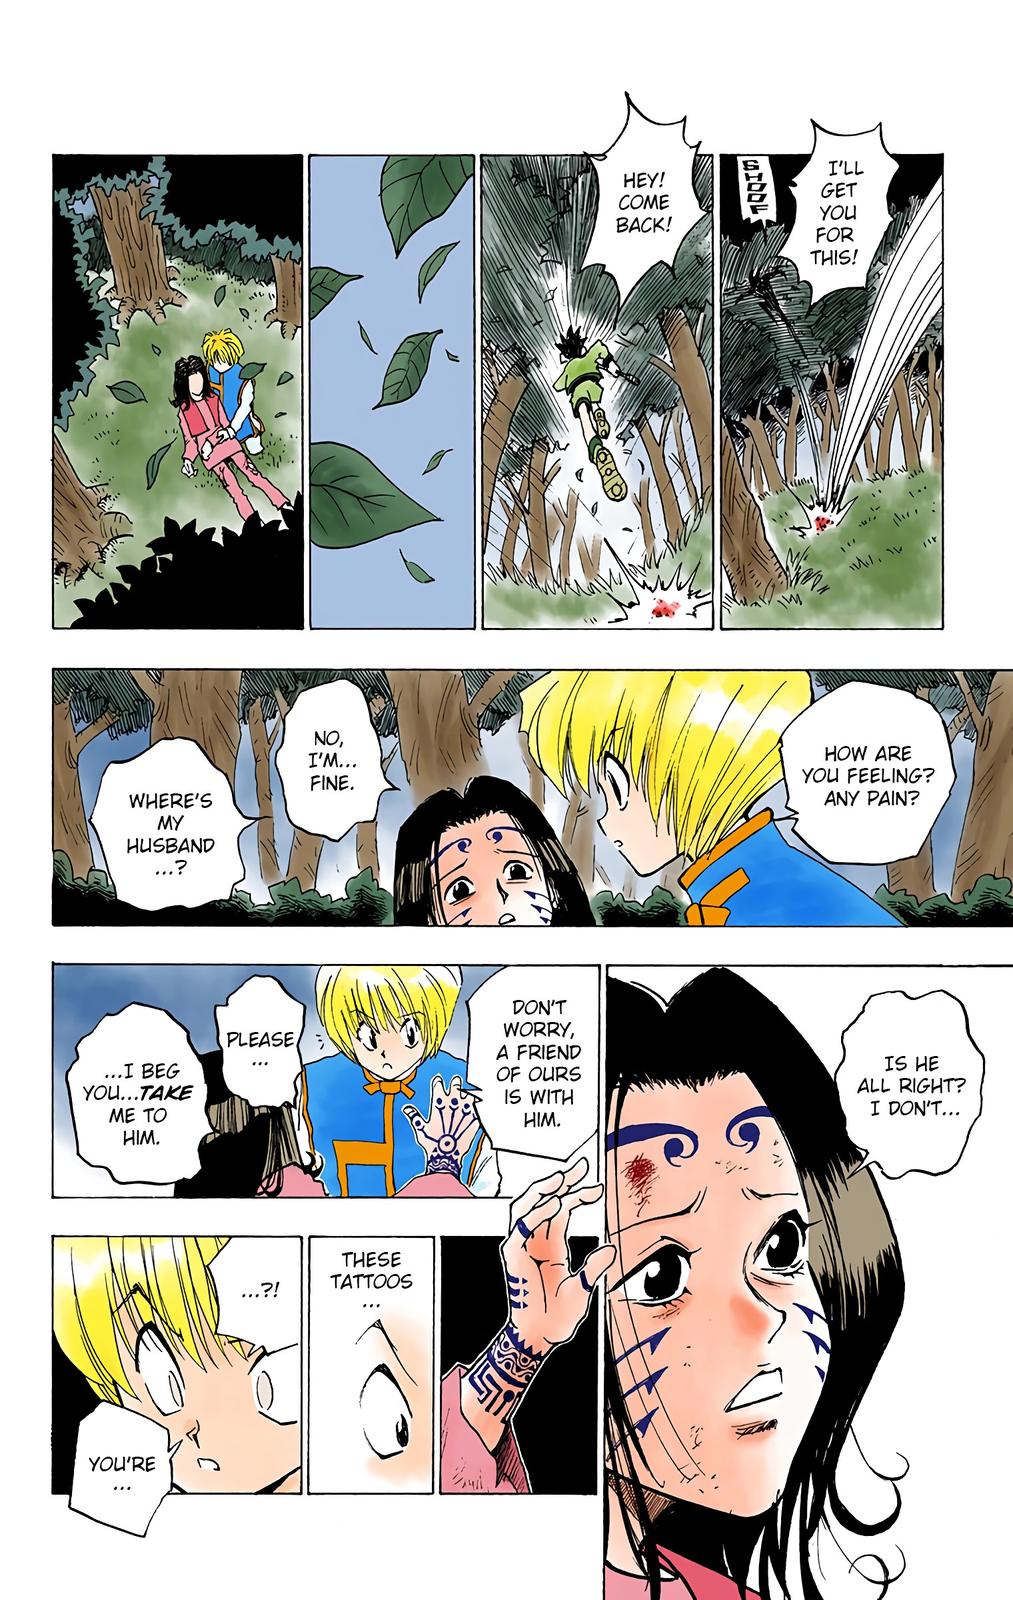 I'LL
GET
YOU
FOR
THIS!
SHOOF
HEY!
COME
BACK!
HOW ARE
YOU FEELING?
ANY PAIN?
NO,
I'M...
FINE.
WHERE'S
MY
HUSBAND
...?
IS HE
ALL RIGHT?
I DON'T...
DON'T
WORRY,
A FRIEND
OF OURS
IS WITH
HIM.
PLEASE
...
...I BEG
YOU...TAKE
ME TO
HIM.
THESE
TATTOOS
...
...?!
YOU'RE
...